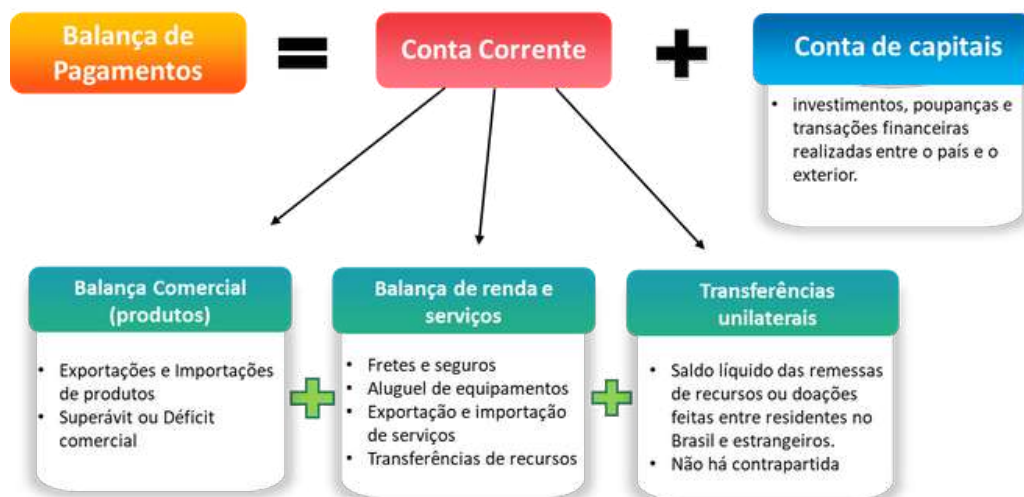 Balança de
Pagamentos
=
Conta Corrente
+
Conta de capitais
• investimentos, poupanças e
transações financeiras
realizadas entre o país e o
exterior.
Balança Comercial
(produtos)
• Exportações e Importações
de produtos
• Superávit ou Déficit
comercial
+
Balança de renda e
serviços
• Fretes e seguros
• Aluguel de equipamentos
• Exportação e importação
de serviços
• Transferências de recursos
+
Transferências
unilaterais
• Saldo líquido das remessas
de recursos ou doações
feitas entre residentes no
Brasil e estrangeiros.
• Não há contrapartida